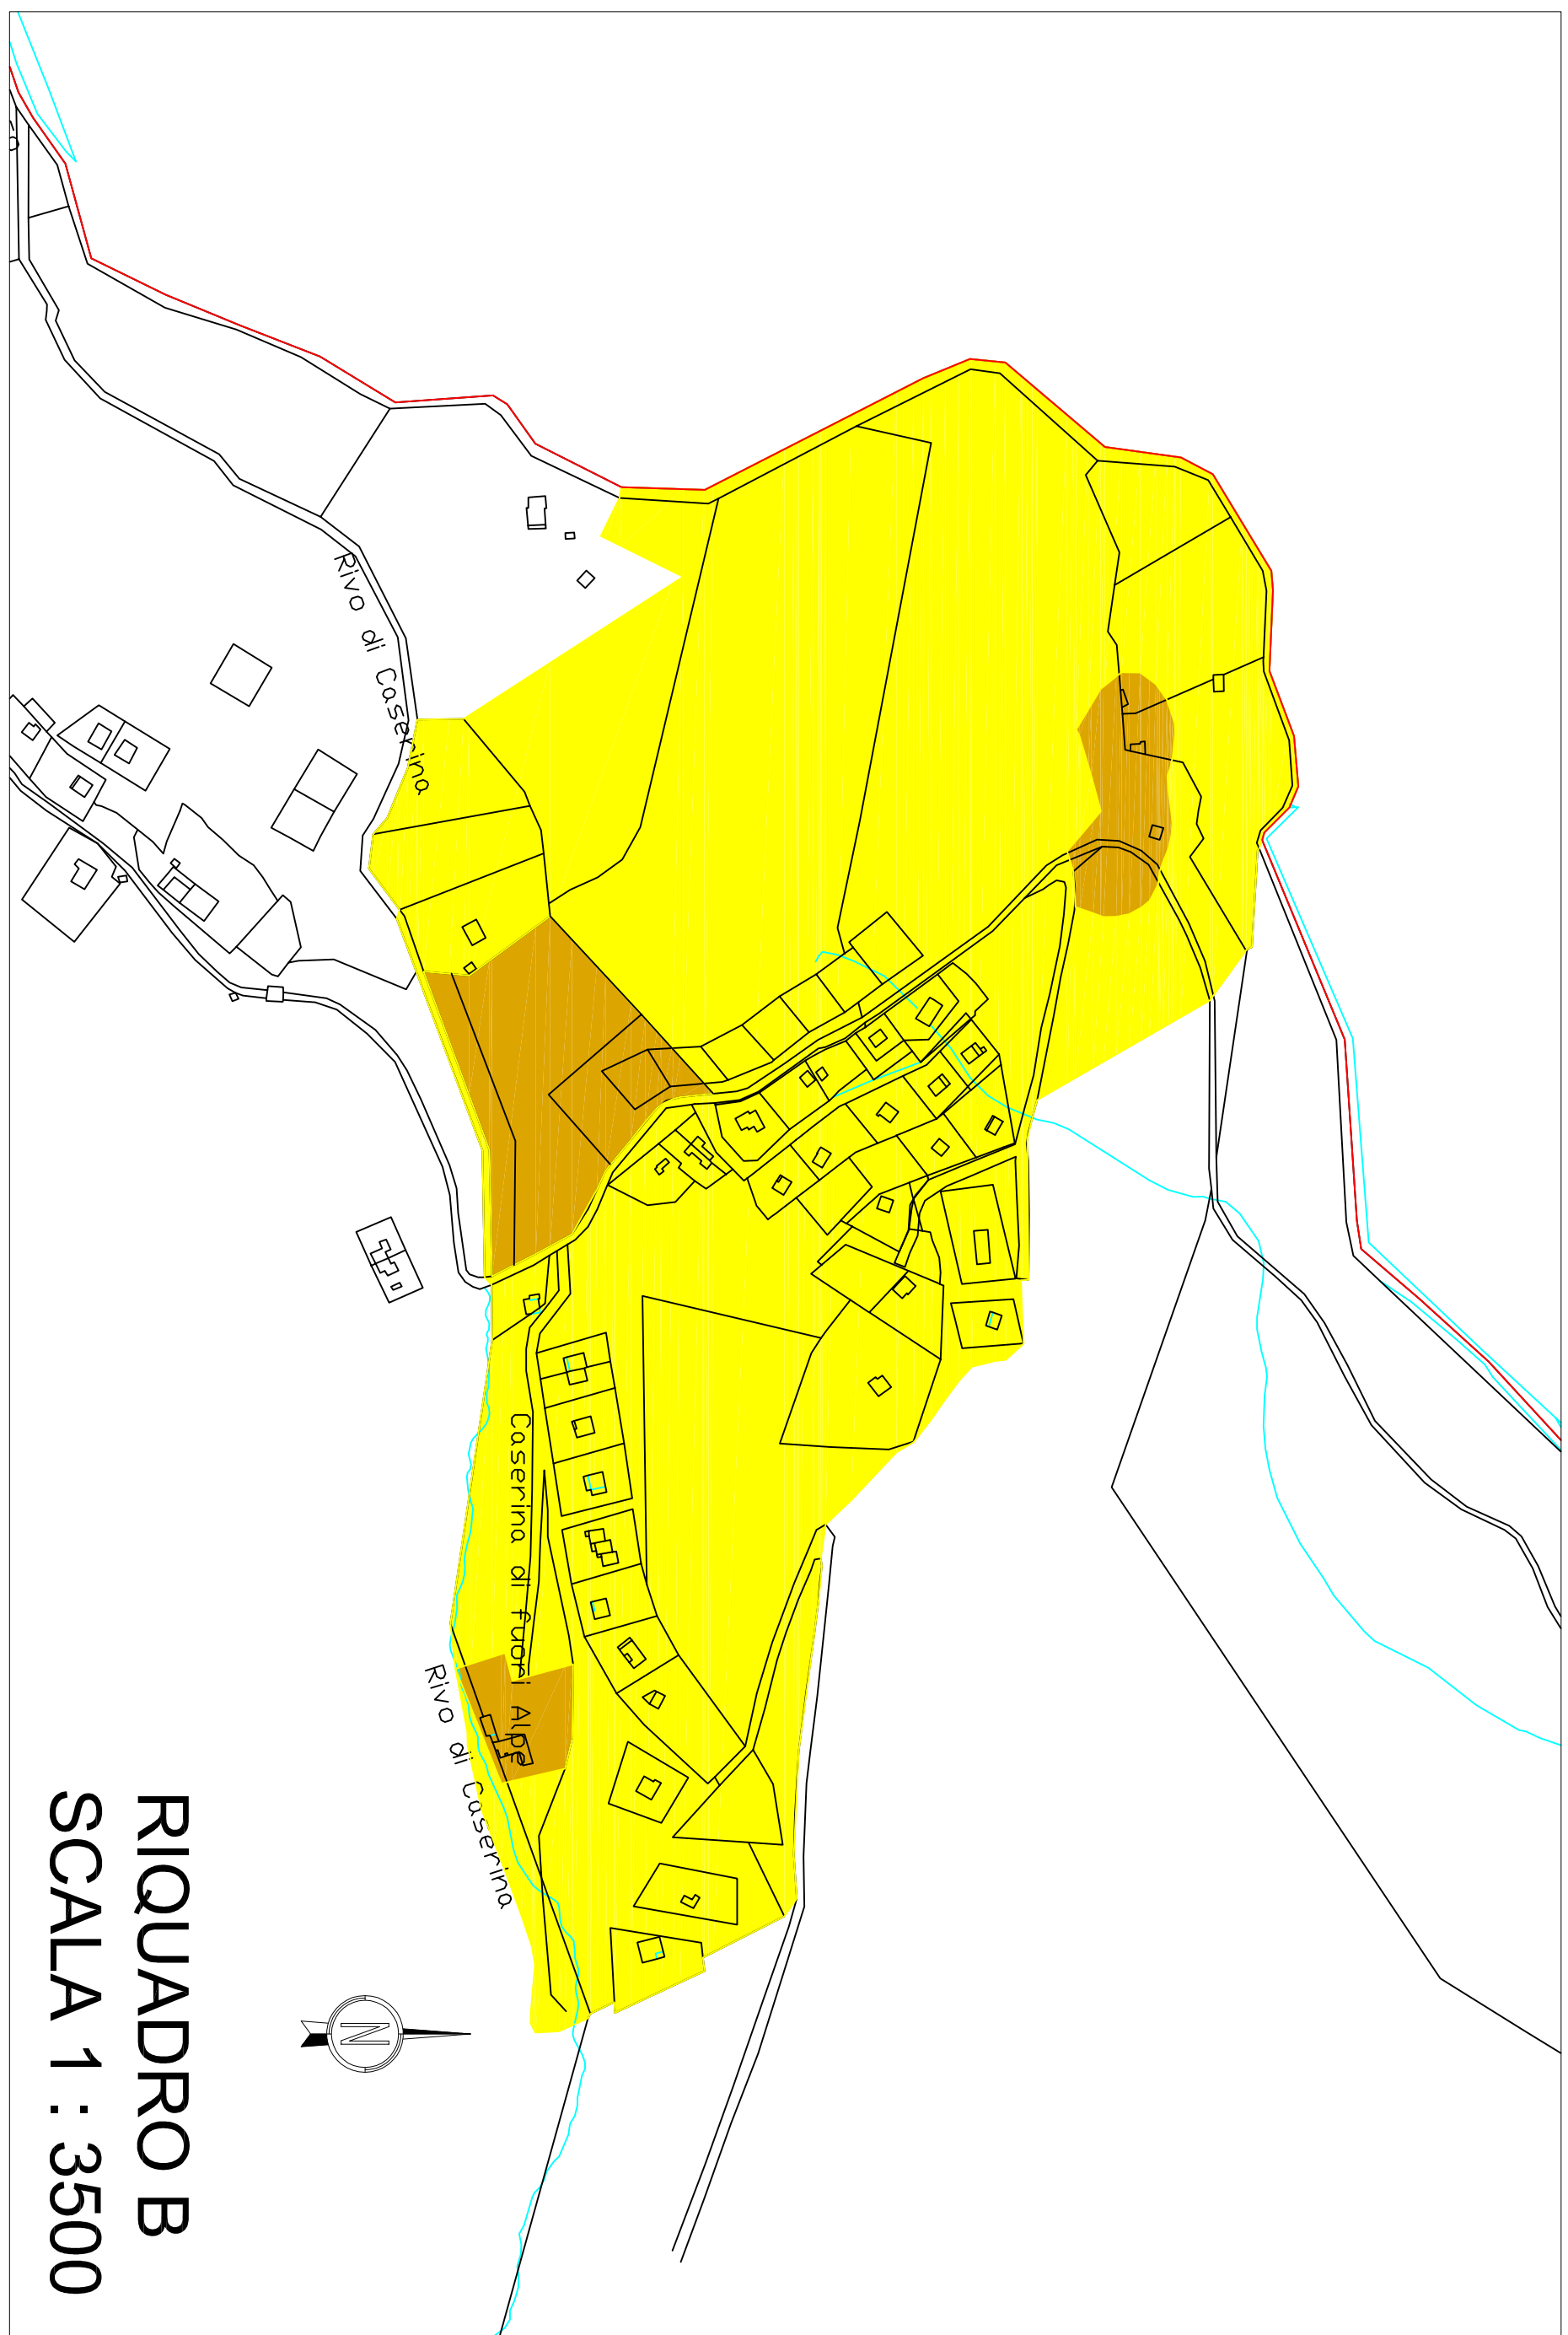 Rivo di Caserina
Caserina di fuori Alpe
Rivo di Caserina
N
RIQUADRO B
SCALA 1 : 3500